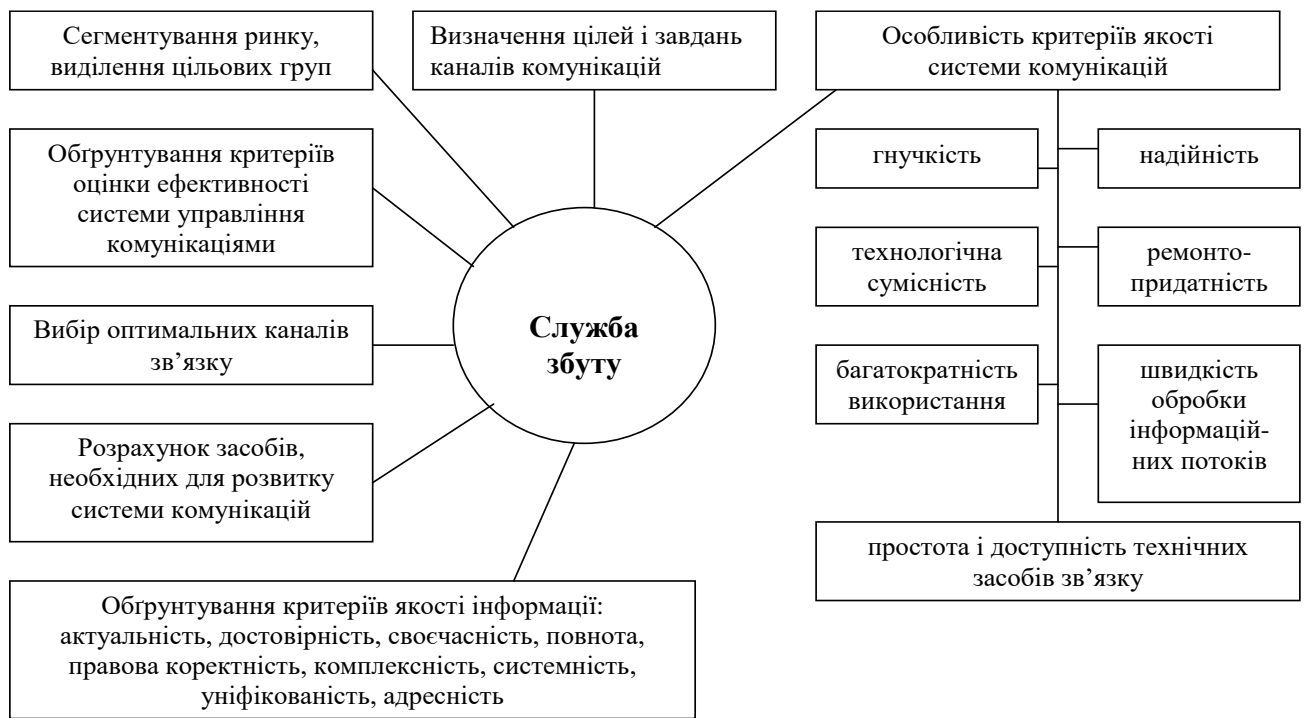 Сегментування ринку,
виділення цільових груп
Визначення цілей і завдань
каналів комунікацій
Особливість критеріїв якості
системи комунікацій
Обґрунтування критеріїв
оцінки ефективності
системи управління
комунікаціями
гнучкість
надійність
технологічна
сумісність
ремонто-
придатність
Вибір оптимальних каналів
зв’язку
Служба
збуту
багатократність
використання
швидкість
обробки
інформацій-
них потоків
Розрахунок засобів,
необхідних для розвитку
системи комунікацій
простота і доступність технічних
засобів зв’язку
Обґрунтування критеріїв якості інформації:
актуальність, достовірність, своєчасність, повнота,
правова коректність, комплексність, системність,
уніфікованість, адресність